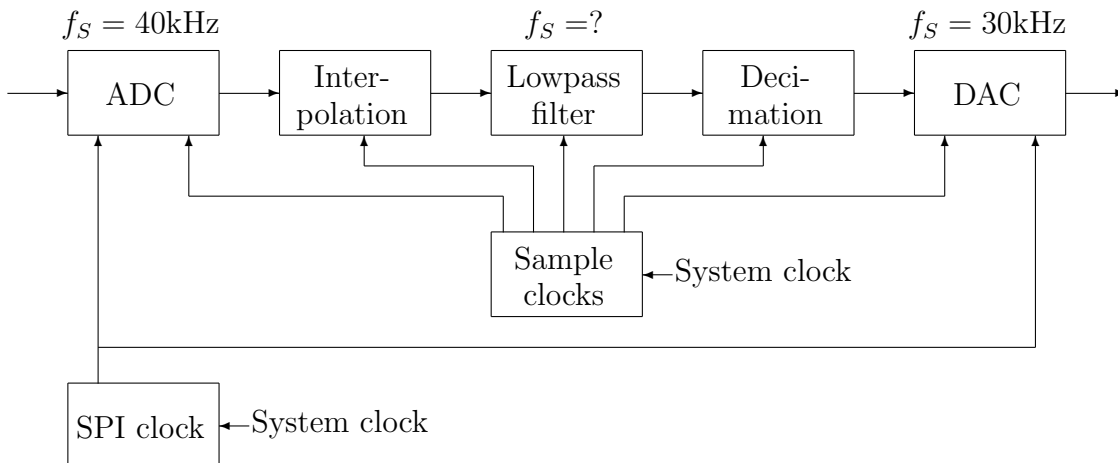 f_S = 40kHz
f_S =?
f_S = 30kHz
ADC
Inter-
polation
Lowpass
filter
Deci-
mation
DAC
Sample
clocks
System clock
SPI clock
System clock